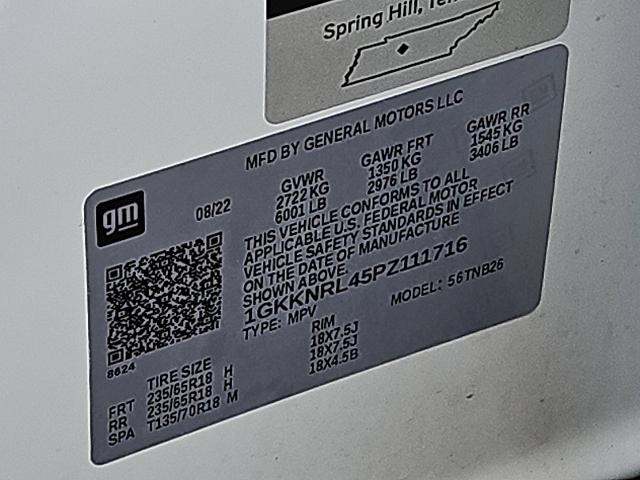 Spring Hill,
MFD BY GENERAL MOTORS LLC
gm
08/22
GVWR
2722 KG
6001 LB
GAWR FRT
1350 KG
2976 LB
GAWR RR
1545 KG
3406 LB
THIS VEHICLE CONFORMS TO ALL
APPLICABLE U.S. FEDERAL MOTOR
VEHICLE SAFETY STANDARDS IN EFFECT
ON THE DATE OF MANUFACTURE
SHOWN ABOVE.
1GKKNRL45PZ111716
TYPE: MPV
MODEL: 56TNB26
8624
TIRE SIZE RIM
FRT 235/65R18 H 18X7.5J
RR 235/65R18 H 18X7.5J
SPA T135/70R18 M 18X4.5B